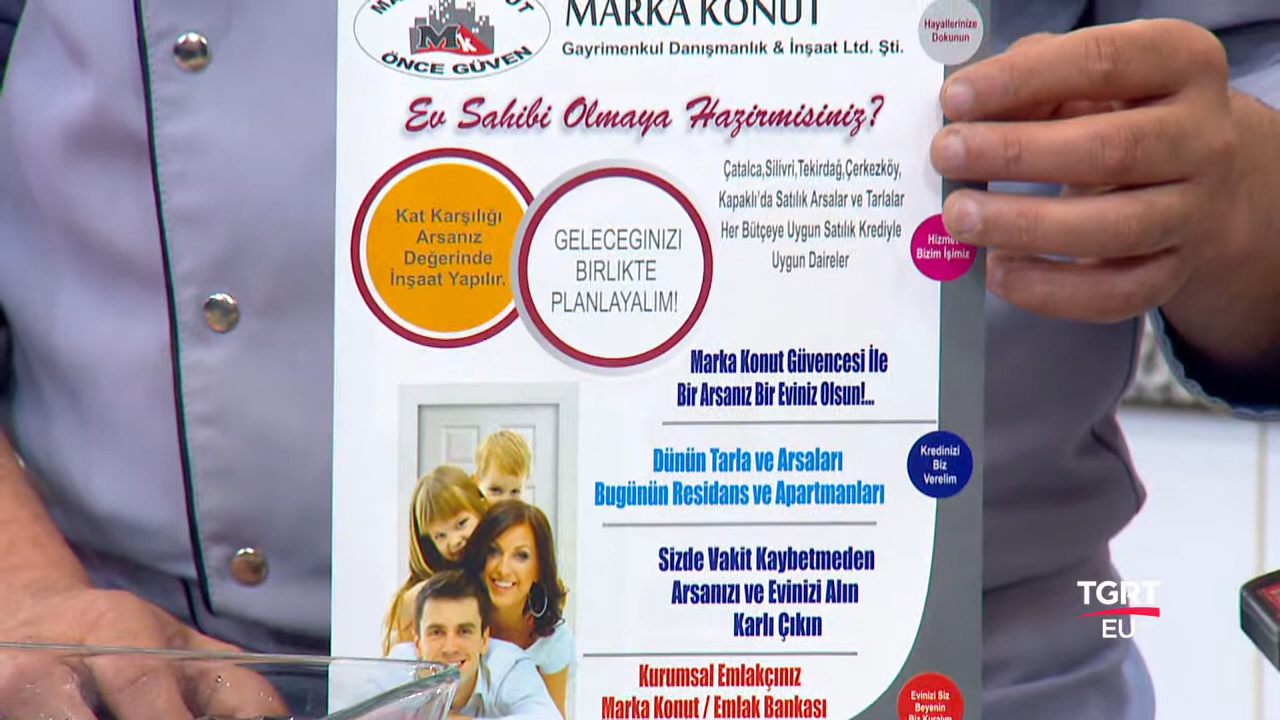 MARKA KONUT
Gayrimenkul Danışmanlık & İnşaat Ltd. Şti.
Mk
ÖNCE GÜVEN
Hayallerinize
Dokunun
Ev Sahibi Olmaya Hazirmisiniz?
Kat Karşılığı
Arsanız
Değerinde
İnşaat Yapılır.
GELECEGINIZI
BIRLIKTE
PLANLAYALIM!
Çatalca,Silivri,Tekirdağ,Çerkezköy,
Kapaklı'da Satılık Arsalar ve Tarlalar
Her Bütçeye Uygun Satılık Krediyle
Uygun Daireler
Bizim İşimiz
Marka Konut Güvencesi İle
Bir Arsanız Bir Eviniz Olsun!...
Dünün Tarla ve Arsaları
Bugünün Residans ve Apartmanları
Kredinizi
Biz
Verelim
Sizde Vakit Kaybetmeden
Arsanızı ve Evinizi Alın
Karlı Çıkın
Kurumsal Emlakçınız
Marka Konut / Emlak Bankası
Evinizi Siz
Beyenin
TGRT
EU